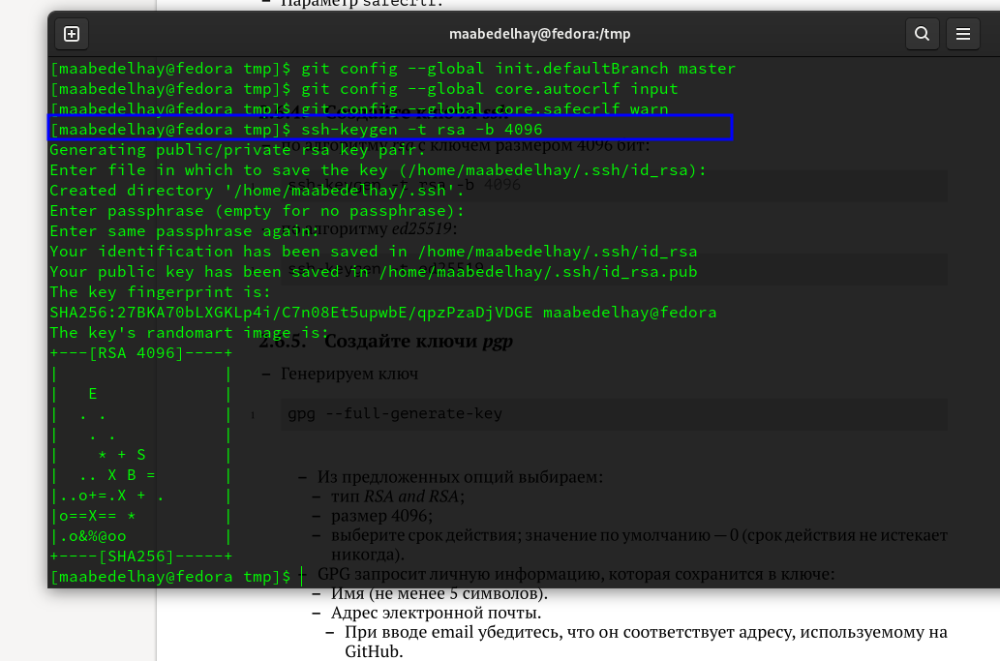 – Параметр safecrlf:
maabedelhay@fedora:/tmp
[maabedelhay@fedora tmp]$ git config --global init.defaultBranch master
[maabedelhay@fedora tmp]$ git config --global core.autocrlf input
[maabedelhay@fedora tmp]$ git config --global core.safecrlf warn
[maabedelhay@fedora tmp]$ ssh-keygen -t rsa -b 4096
Generating public/private rsa key pair.
– по алгоритму rsa с ключём размером 4096 бит:
Enter file in which to save the key (/home/maabedelhay/.ssh/id_rsa):
ssh-keygen -t rsa -b 4096
Created directory '/home/maabedelhay/.ssh'.
Enter passphrase (empty for no passphrase):
Enter same passphrase again:
по алгоритму ed25519:
Your identification has been saved in /home/maabedelhay/.ssh/id_rsa
Your public key has been saved in /home/maabedelhay/.ssh/id_rsa.pub
ssh-keygen -t ed25519
The key fingerprint is:
SHA256:27BKA70bLXGKLp4i/C7n08Et5upwbE/qpzPzaDjVDGE maabedelhay@fedora
The key's randomart image is:
2.6.5. Создайте ключи pgp
+---[RSA 4096]----+
|                 |
|   E             |
|  . .            |
|   . .           |
|    * + S        |
|  .. X B =       |
|..o+=.X + .      |
|o==X== *         |
|.o&%@oo          |
+----[SHA256]-----+
[maabedelhay@fedora tmp]$
– Генерируем ключ
1 gpg --full-generate-key
– Из предложенных опций выбираем:
– тип RSA and RSA;
– размер 4096;
– выберите срок действия; значение по умолчанию — 0 (срок действия не истекает
никогда).
– GPG запросит личную информацию, которая сохранится в ключе:
– Имя (не менее 5 символов).
– Адрес электронной почты.
– При вводе email убедитесь, что он соответствует адресу, используемому на
GitHub.